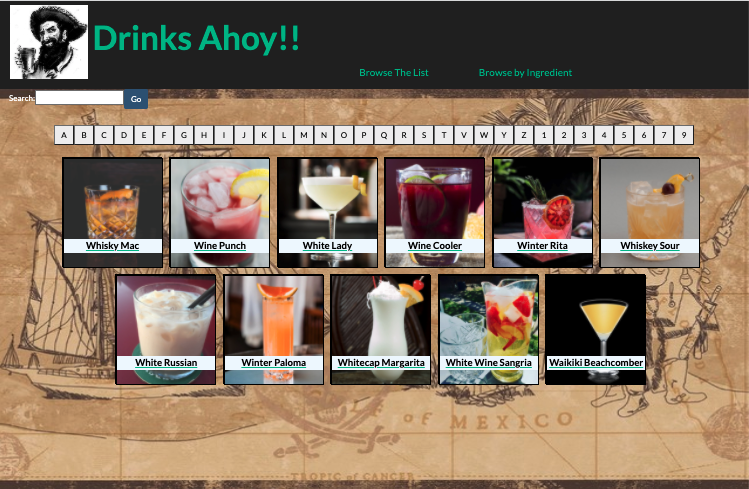 Drinks Ahoy!!
Browse The List Browse by Ingredient
Search: Go
A B C D E F G H I J K L M N O P Q R S T V W Y Z 1 2 3 4 5 6 7 9
Whisky Mac Wine Punch White Lady Wine Cooler Winter Rita Whiskey Sour
White Russian Winter Paloma Whitecap Margarita White Wine Sangria Waikiki Beachcomber
of MEXICO
TROPIC of CANCER